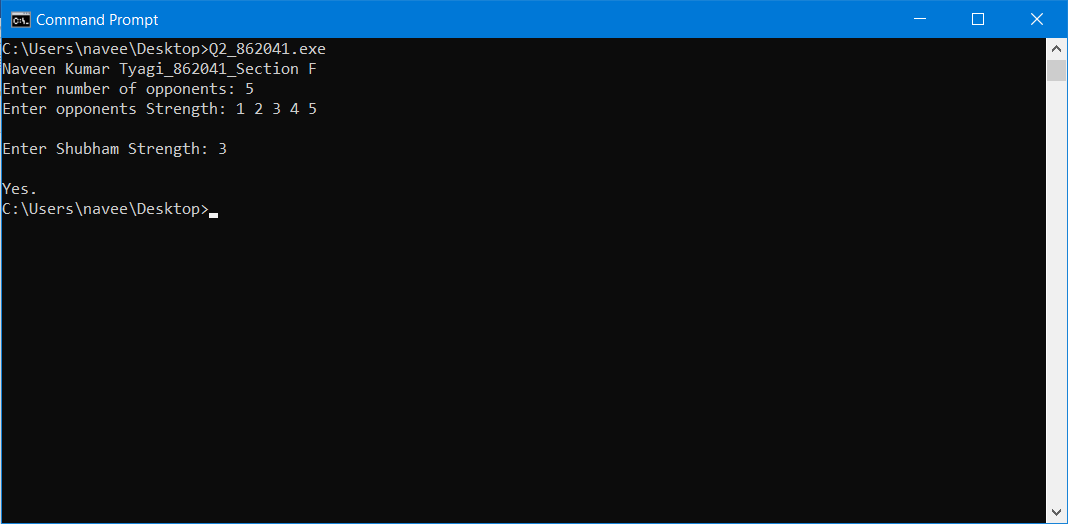 Command Prompt
C:\Users\navee\Desktop>Q2_862041.exe
Naveen Kumar Tyagi_862041_Section F
Enter number of opponents: 5
Enter opponents Strength: 1 2 3 4 5
Enter Shubham Strength: 3
Yes.
C:\Users\navee\Desktop>